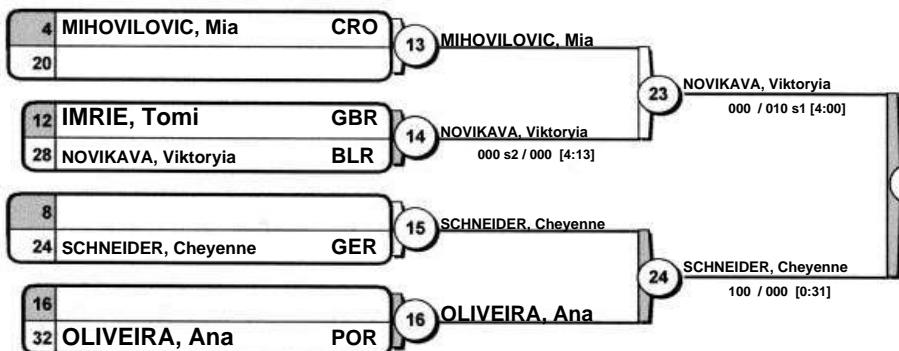 4 MIHOVILOVIC, Mia CRO
20
13
MIHOVILOVIC, Mia
12 IMRIE, Tomi GBR
28 NOVIKAVA, Viktoryia BLR
14
NOVIKAVA, Viktoryia
000 s2 / 000 [4:13]
23
NOVIKAVA, Viktoryia
000 / 010 s1 [4:00]
8
24 SCHNEIDER, Cheyenne GER
15
SCHNEIDER, Cheyenne
16
32 OLIVEIRA, Ana POR
16
OLIVEIRA, Ana
24
SCHNEIDER, Cheyenne
100 / 000 [0:31]